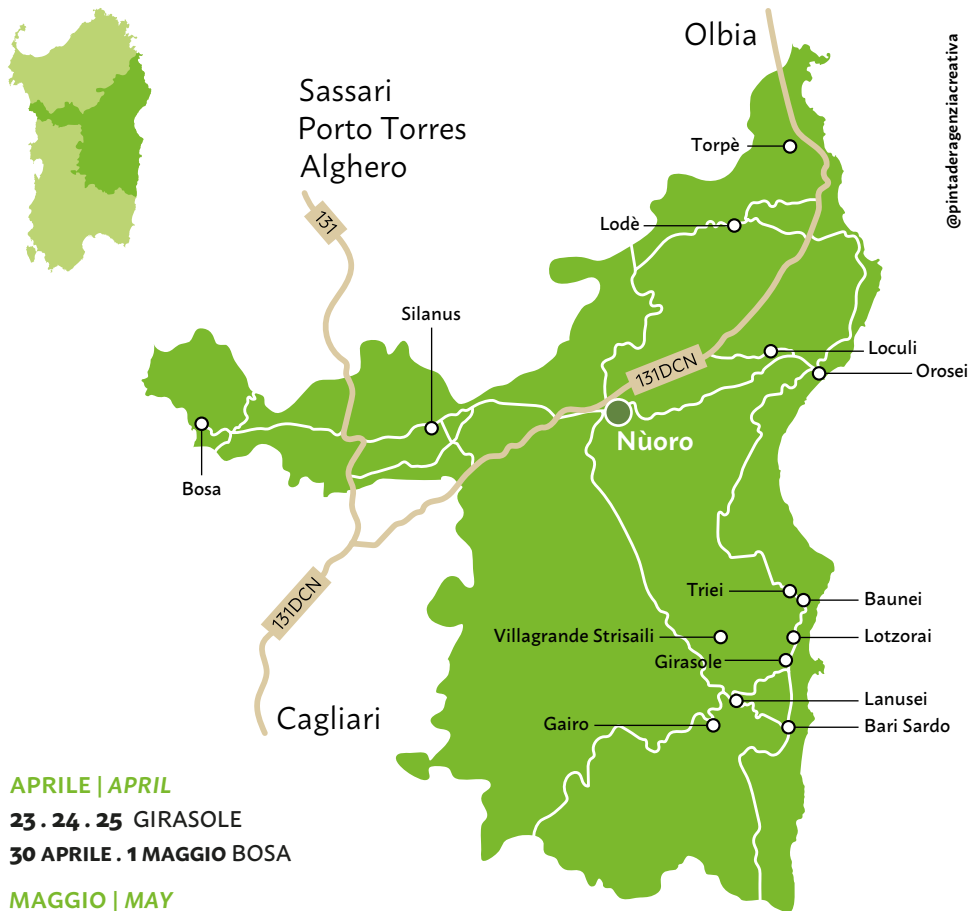 Olbia
@pintaderagenziacreativa
Sassari
Porto Torres
Alghero
Torpè
131
Lodè
Silanus
Loculi
131DCN
Orosei
Nùoro
Bosa
Triei
Baunei
131DCN
Villagrande Strisaili
Lotzorai
Girasole
Lanusei
Cagliari
Gairo
Bari Sardo
APRILE | APRIL
23 . 24 . 25 GIRASOLE
30 APRILE . 1 MAGGIO BOSA
MAGGIO | MAY